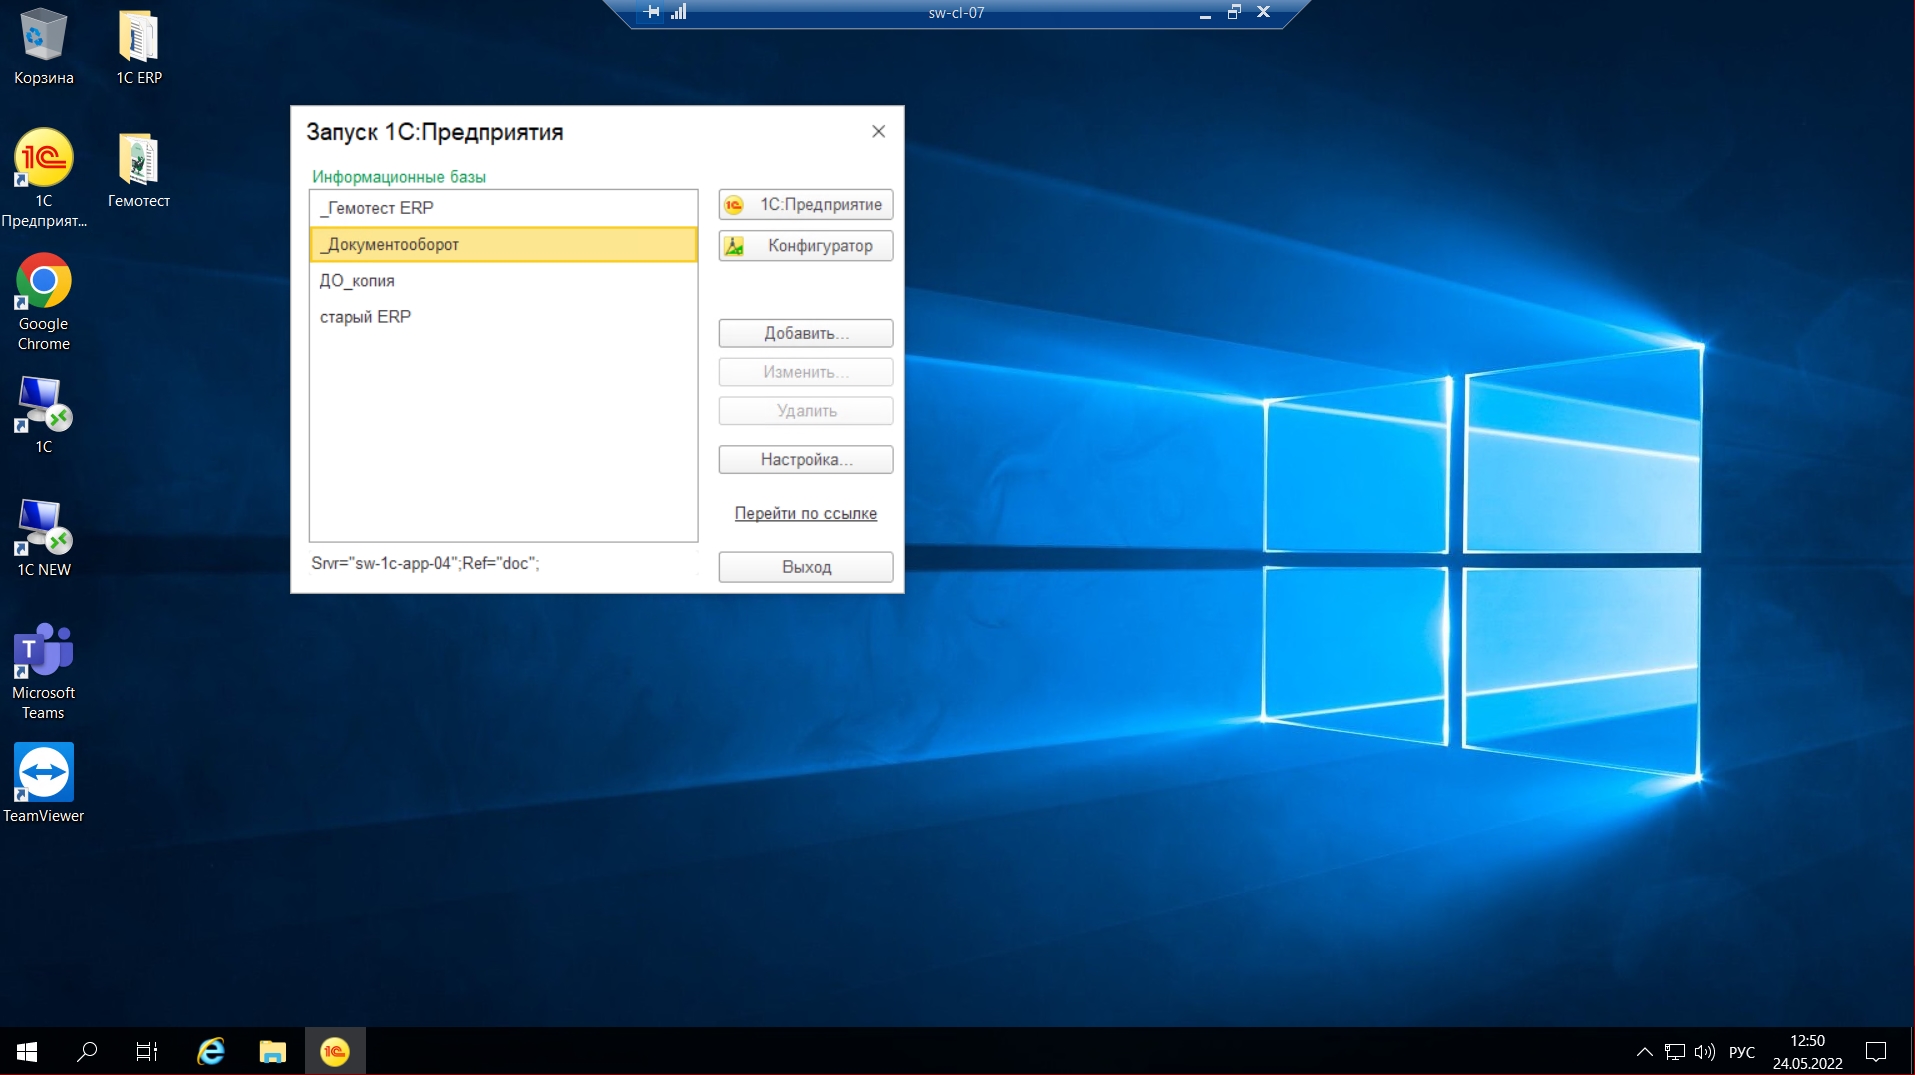 sw-cl-07
Корзина
1C ERP
1С
Предприят...
Гемотест
Google
Chrome
1C
1C NEW
Microsoft
Teams
TeamViewer
Запуск 1С:Предприятия
Информационные базы
_Гемотест ERP
_Документооборот
ДО_копия
старый ERP
1С:Предприятие
Конфигуратор
Добавить...
Изменить...
Удалить
Настройка...
Перейти по ссылке
Srvr="sw-1c-app-04";Ref="doc";
Выход
РУС
12:50
24.05.2022